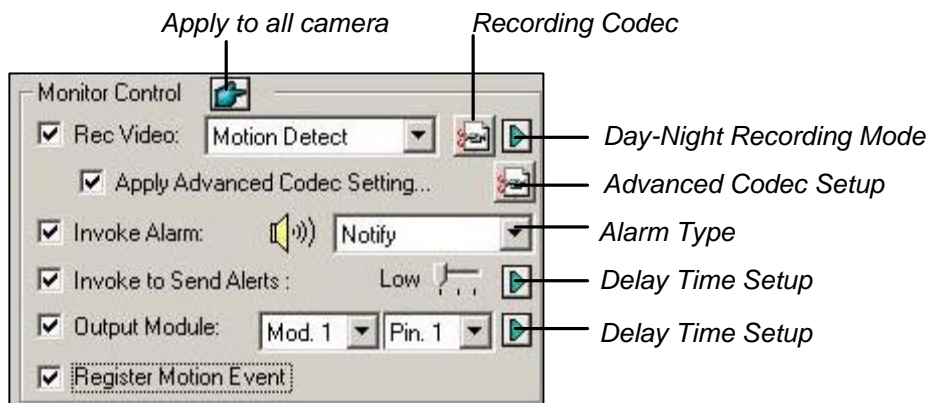 Apply to all camera Recording Codec
Monitor Control
Rec Video: Motion Detect Day-Night Recording Mode
Apply Advanced Codec Setting... Advanced Codec Setup
Invoke Alarm: Notify Alarm Type
Invoke to Send Alerts : Low Delay Time Setup
Output Module: Mod. 1 Pin. 1 Delay Time Setup
Register Motion Event